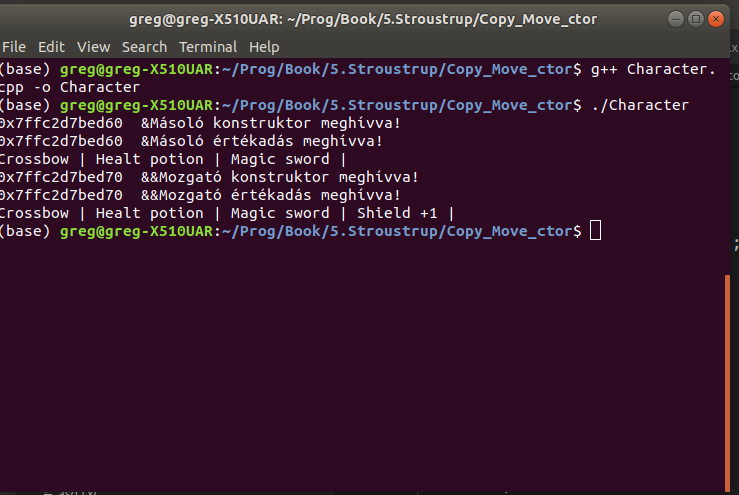 greg@greg-X510UAR: ~/Prog/Book/5.Stroustrup/Copy_Move_ctor
File Edit View Search Terminal Help
(base) greg@greg-X510UAR:~/Prog/Book/5.Stroustrup/Copy_Move_ctor$ g++ Character.
cpp -o Character
(base) greg@greg-X510UAR:~/Prog/Book/5.Stroustrup/Copy_Move_ctor$ ./Character
0x7ffc2d7bed60  &Másoló konstruktor meghívva!
0x7ffc2d7bed60  &Másoló értékadás meghívva!
Crossbow | Healt potion | Magic sword |
0x7ffc2d7bed70  &&Mozgató konstruktor meghívva!
0x7ffc2d7bed70  &&Mozgató értékadás meghívva!
Crossbow | Healt potion | Magic sword | Shield +1 |
(base) greg@greg-X510UAR:~/Prog/Book/5.Stroustrup/Copy_Move_ctor$